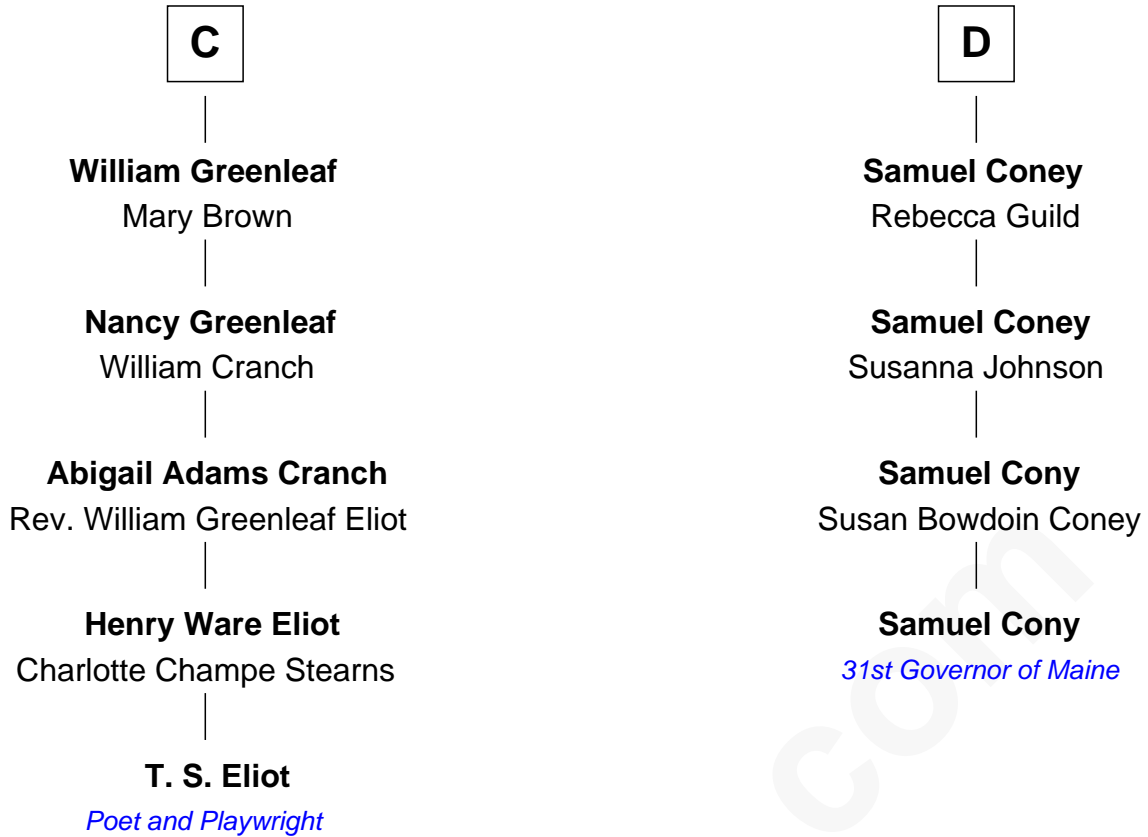 C
William Greenleaf
Mary Brown
Nancy Greenleaf
William Cranch
Abigail Adams Cranch
Rev. William Greenleaf Eliot
Henry Ware Eliot
Charlotte Champe Stearns
T. S. Eliot
Poet and Playwright
D
Samuel Coney
Rebecca Guild
Samuel Coney
Susanna Johnson
Samuel Cony
Susan Bowdoin Coney
Samuel Cony
31st Governor of Maine
com